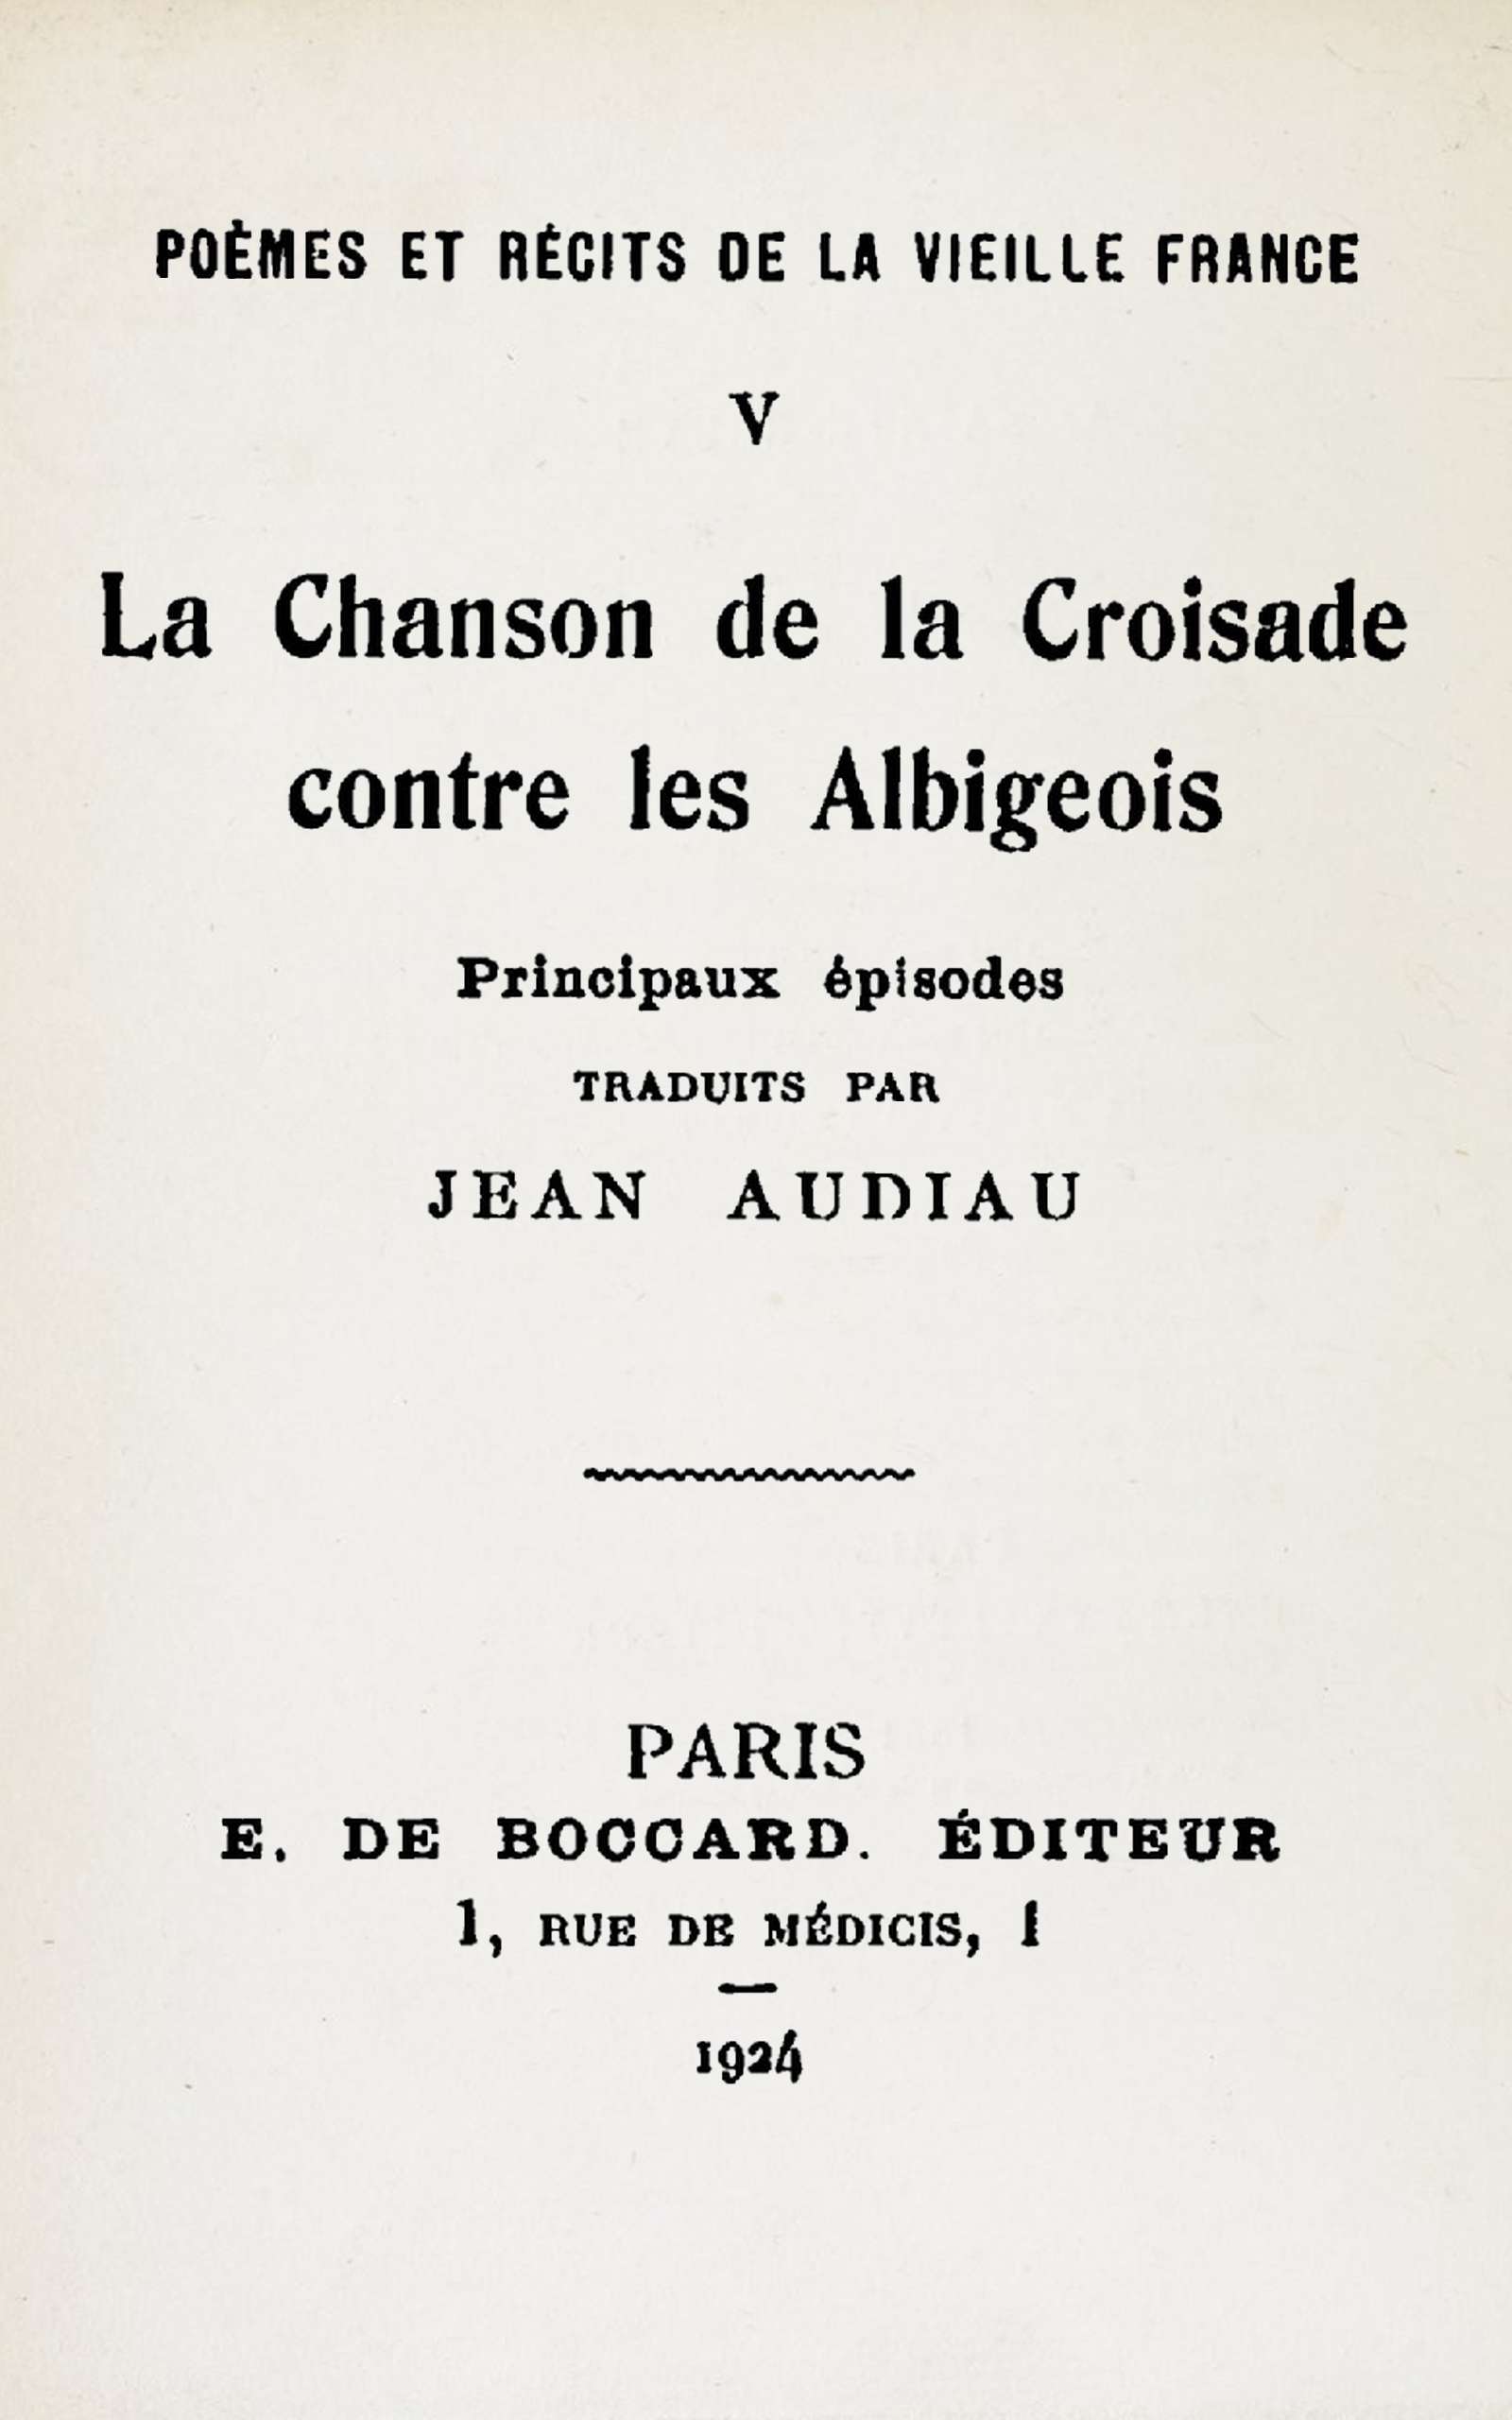 POÈMES ET RÉCITS DE LA VIEILLE FRANCE
V
La Chanson de la Croisade
contre les Albigeois
Principaux épisodes
TRADUITS PAR
JEAN AUDIAU
PARIS
E. DE BOCCARD. ÉDITEUR
1, RUE DE MÉDICIS, 1
1924